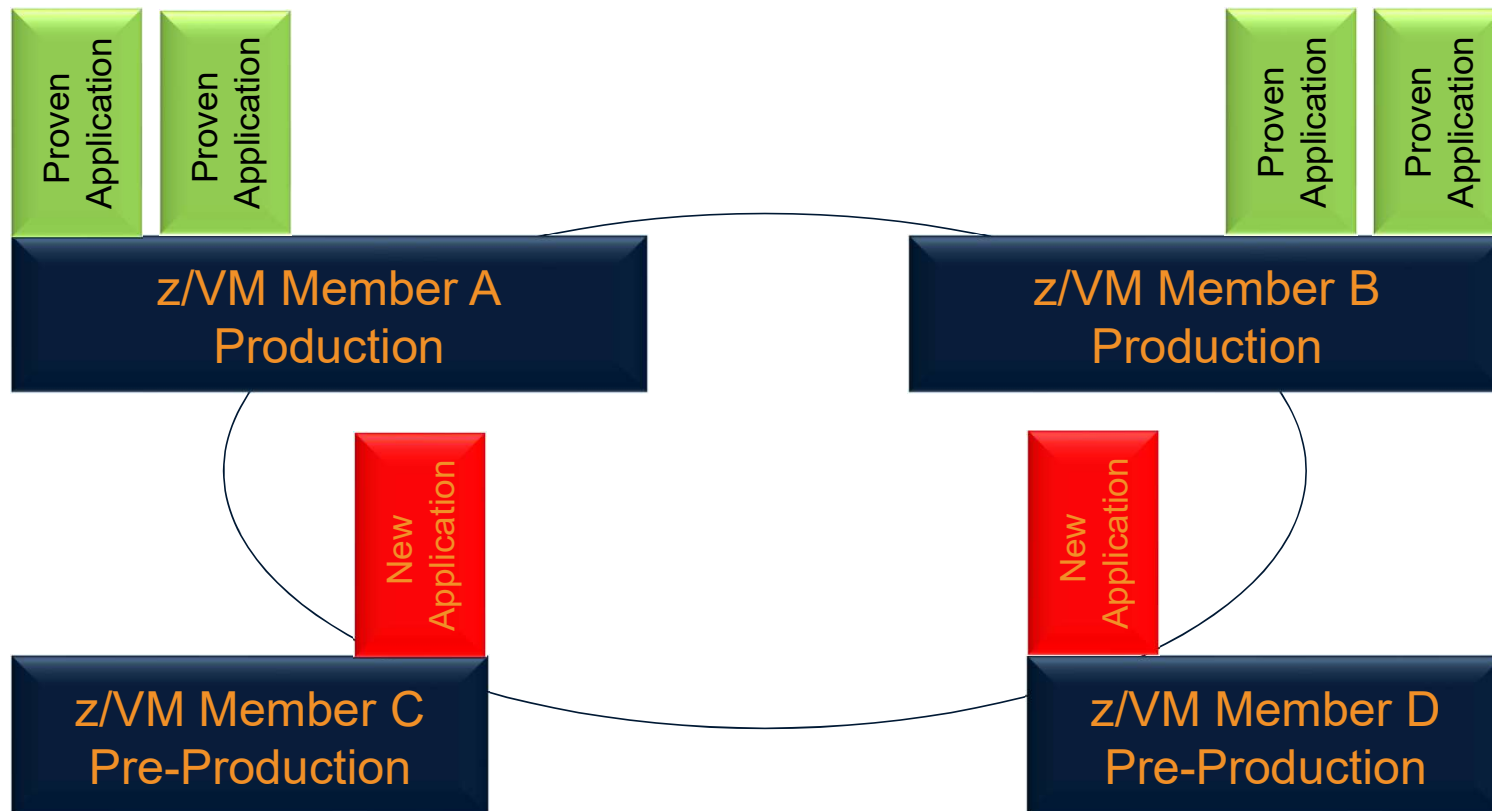 Proven
Application
Proven
Application
Proven
Application
Proven
Application
z/VM Member A
Production
z/VM Member B
Production
New
Application
New
Application
z/VM Member C
Pre-Production
z/VM Member D
Pre-Production